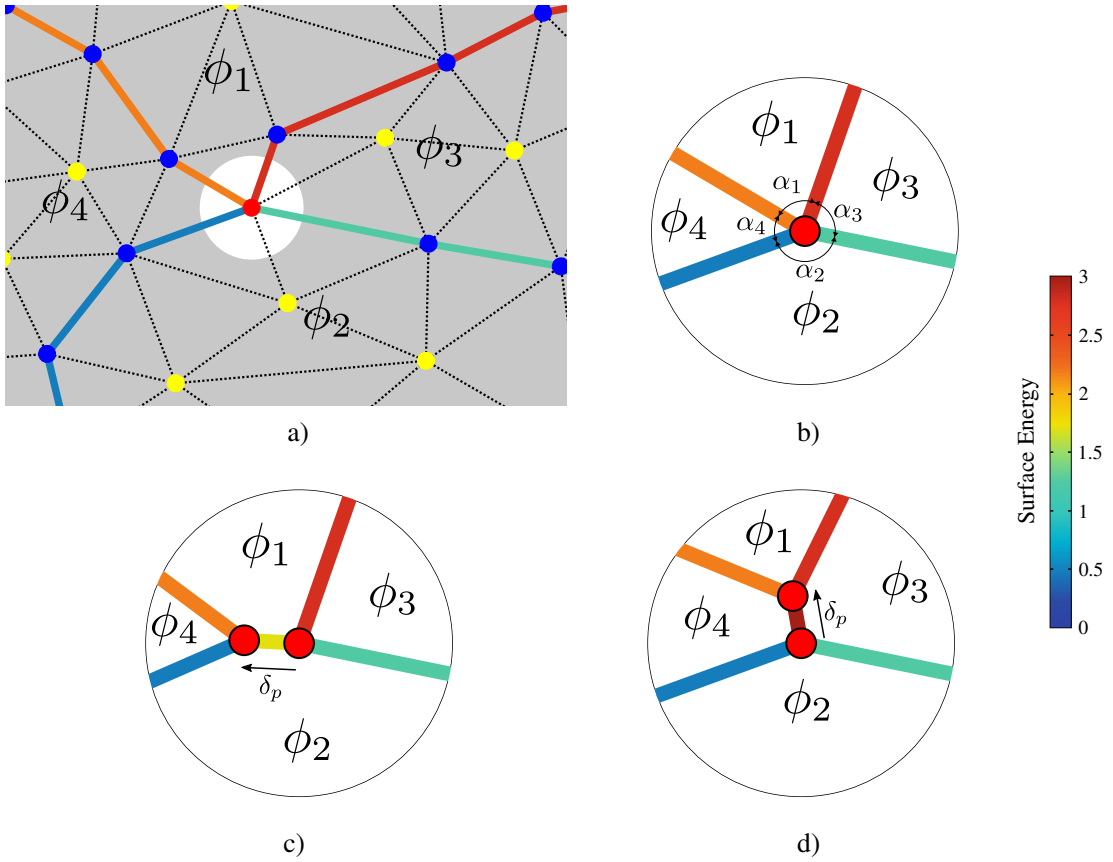 ϕ₁
ϕ₃
ϕ₄
ϕ₂
a)
ϕ₁
ϕ₃
ϕ₄
α₁
α₃
α₄
α₂
ϕ₂
b)
ϕ₁
ϕ₃
ϕ₄
δₚ
ϕ₂
c)
ϕ₁
ϕ₃
ϕ₄
δₚ
ϕ₂
d)
Surface Energy
3
2.5
2
1.5
1
0.5
0